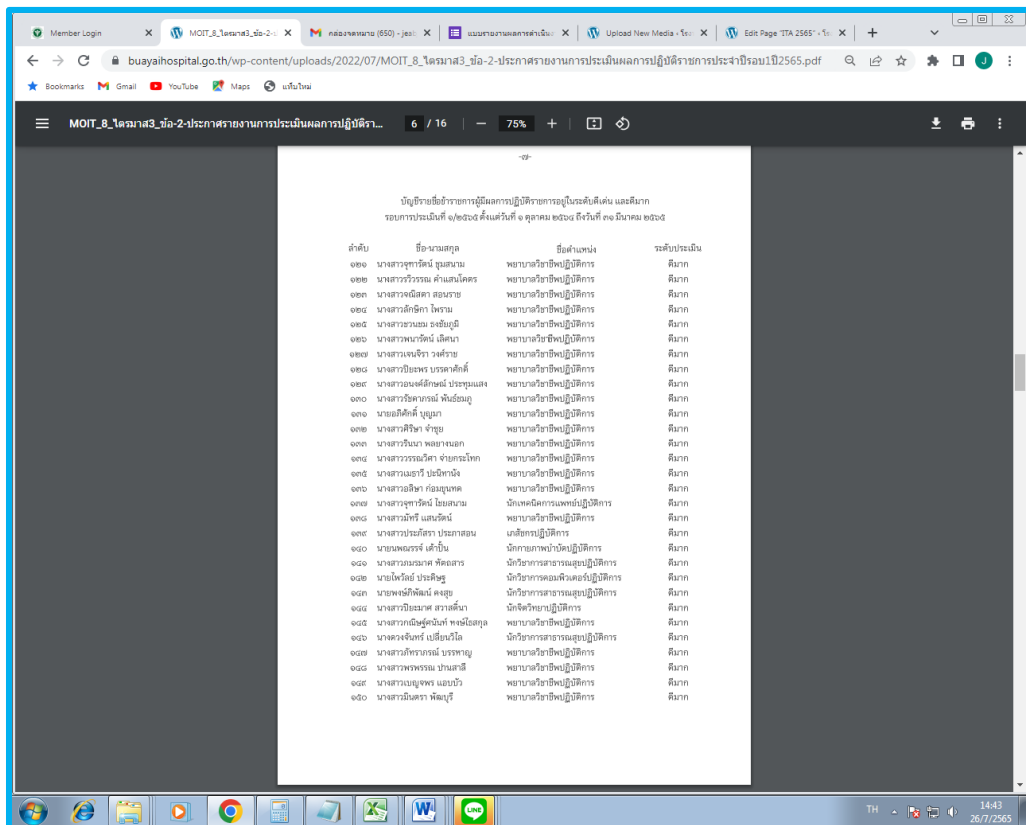 Member Login
MOIT_8_ไตรมาส3_ข้อ-2-
กล่องจดหมาย (650) - jeab
แบบรายงานผลการดำเนิน
Upload New Media ‹ โรง
Edit Page "ITA 2565" ‹ โร
buayaihospital.go.th/wp-content/uploads/2022/07/MOIT_8_ไตรมาส3_ข้อ-2-ประกาศรายงานการประเมินผลการปฏิบัติราชการประจำปีรอบ1ปี2565.pdf
J
Bookmarks Gmail YouTube Maps แท็บใหม่
MOIT_8_ไตรมาส3_ข้อ-2-ประกาศรายงานการประเมินผลการปฏิบัติรา... 6 / 16 75%
-๗-
บัญชีรายชื่อข้าราชการผู้มีผลการปฏิบัติราชการอยู่ในระดับดีเด่น และดีมาก
รอบการประเมินที่ ๑/๒๕๖๕ ตั้งแต่วันที่ ๑ ตุลาคม ๒๕๖๔ ถึงวันที่ ๓๑ มีนาคม ๒๕๖๕
ลำดับ ชื่อ-นามสกุล ชื่อตำแหน่ง ระดับประเมิน
๑๒๑ นางสาวจุฑารัตน์ ชุมสนาม พยาบาลวิชาชีพปฏิบัติการ ดีมาก
๑๒๒ นางสาวรวิวรรณ คำแสนโคตร พยาบาลวิชาชีพปฏิบัติการ ดีมาก
๑๒๓ นางสาวจณิสตา สอนราช พยาบาลวิชาชีพปฏิบัติการ ดีมาก
๑๒๔ นางสาวลักษิกา ไพราม พยาบาลวิชาชีพปฏิบัติการ ดีมาก
๑๒๕ นางสาวชวนชม ธงชัยภูมิ พยาบาลวิชาชีพปฏิบัติการ ดีมาก
๑๒๖ นางสาวพนารัตน์ เลิศนา พยาบาลวิชาชีพปฏิบัติการ ดีมาก
๑๒๗ นางสาวเจนจิรา วงศ์ราช พยาบาลวิชาชีพปฏิบัติการ ดีมาก
๑๒๘ นางสาวปิยะพร บรรดาศักดิ์ พยาบาลวิชาชีพปฏิบัติการ ดีมาก
๑๒๙ นางสาวอนงค์ลักษณ์ ประทุมแสง พยาบาลวิชาชีพปฏิบัติการ ดีมาก
๑๓๐ นางสาวรัชดาภรณ์ พันธ์ชมภู พยาบาลวิชาชีพปฏิบัติการ ดีมาก
๑๓๑ นายอภิศักดิ์ บุญมา พยาบาลวิชาชีพปฏิบัติการ ดีมาก
๑๓๒ นางสาวศิริษา จำชุย พยาบาลวิชาชีพปฏิบัติการ ดีมาก
๑๓๓ นางสาวรินนา พลยางนอก พยาบาลวิชาชีพปฏิบัติการ ดีมาก
๑๓๔ นางสาววรรณวิศา จ่ายกระโทก พยาบาลวิชาชีพปฏิบัติการ ดีมาก
๑๓๕ นางสาวเมธาวี ปะนิทานัง พยาบาลวิชาชีพปฏิบัติการ ดีมาก
๑๓๖ นางสาวอลิษา ก่อมขุนทด พยาบาลวิชาชีพปฏิบัติการ ดีมาก
๑๓๗ นางสาวจุฑารัตน์ ไชยสนาม นักเทคนิคการแพทย์ปฏิบัติการ ดีมาก
๑๓๘ นางสาวมัทรี แสนรัตน์ พยาบาลวิชาชีพปฏิบัติการ ดีมาก
๑๓๙ นางสาวประภัสรา ประภาสอน เภสัชกรปฏิบัติการ ดีมาก
๑๔๐ นายนพณรรจ์ เค้าปั้น นักกายภาพบำบัดปฏิบัติการ ดีมาก
๑๔๑ นางสาวภมรมาศ หัตถสาร นักวิชาการสาธารณสุขปฏิบัติการ ดีมาก
๑๔๒ นายไพวัลย์ ประดิษฐ นักวิชาการคอมพิวเตอร์ปฏิบัติการ ดีมาก
๑๔๓ นายพงษ์ภิพัฒน์ คงสุข นักวิชาการสาธารณสุขปฏิบัติการ ดีมาก
๑๔๔ นางสาวปิยะมาศ สวาสดิ์นา นักจิตวิทยาปฏิบัติการ ดีมาก
๑๔๕ นางสาวกณิษฐ์ศนันท์ พงษ์โสกุล พยาบาลวิชาชีพปฏิบัติการ ดีมาก
๑๔๖ นางดวงจันทร์ เปลี่ยนวิไล นักวิชาการสาธารณสุขปฏิบัติการ ดีมาก
๑๔๗ นางสาวภัทราภรณ์ บรรหาญ พยาบาลวิชาชีพปฏิบัติการ ดีมาก
๑๔๘ นางสาวพรพรรณ ปานสาลี พยาบาลวิชาชีพปฏิบัติการ ดีมาก
๑๔๙ นางสาวเบญจพร แอบบัว พยาบาลวิชาชีพปฏิบัติการ ดีมาก
๑๕๐ นางสาวมินตรา พัฒบุรี พยาบาลวิชาชีพปฏิบัติการ ดีมาก
LINE
TH 14:43
26/7/2565